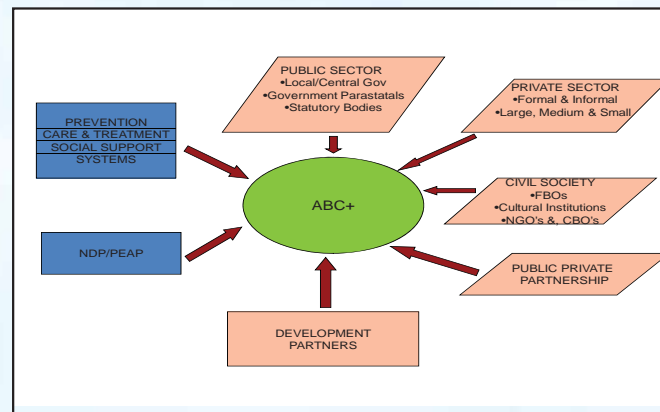 PUBLIC SECTOR
•Local/Central Gov
•Government Parastatals
•Statutory Bodies
PRIVATE SECTOR
•Formal & Informal
•Large, Medium & Small
PREVENTION
CARE & TREATMENT
SOCIAL SUPPORT
SYSTEMS
ABC+
CIVIL SOCIETY
•FBOs
•Cultural Institutions
•NGO's &, CBO's
NDP/PEAP
PUBLIC PRIVATE
PARTNERSHIP
DEVELOPMENT
PARTNERS